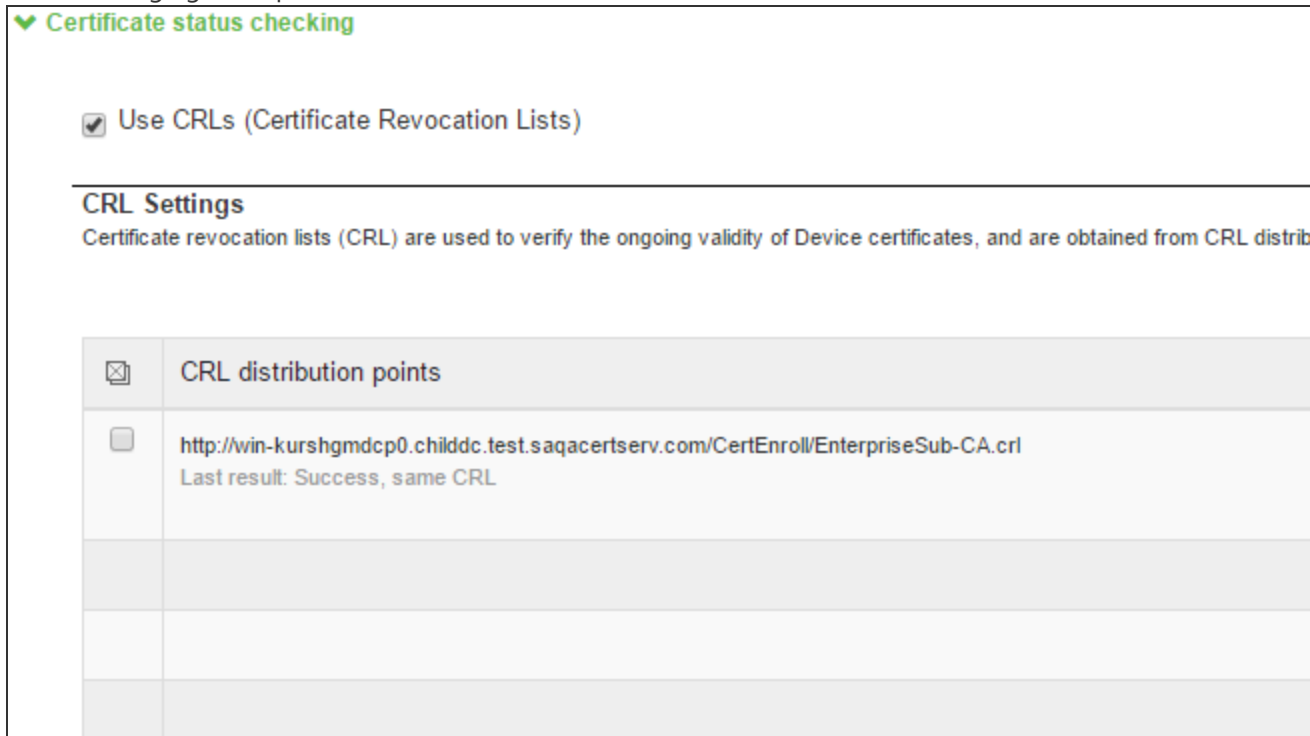 Certificate status checking
Use CRLs (Certificate Revocation Lists)
CRL Settings
Certificate revocation lists (CRL) are used to verify the ongoing validity of Device certificates, and are obtained from CRL
CRL distribution points
http://win-kurshgmdcp0.childdc.test.saqacertserv.com/CertEnroll/EnterpriseSub-CA.crl
Last result: Success, same CRL